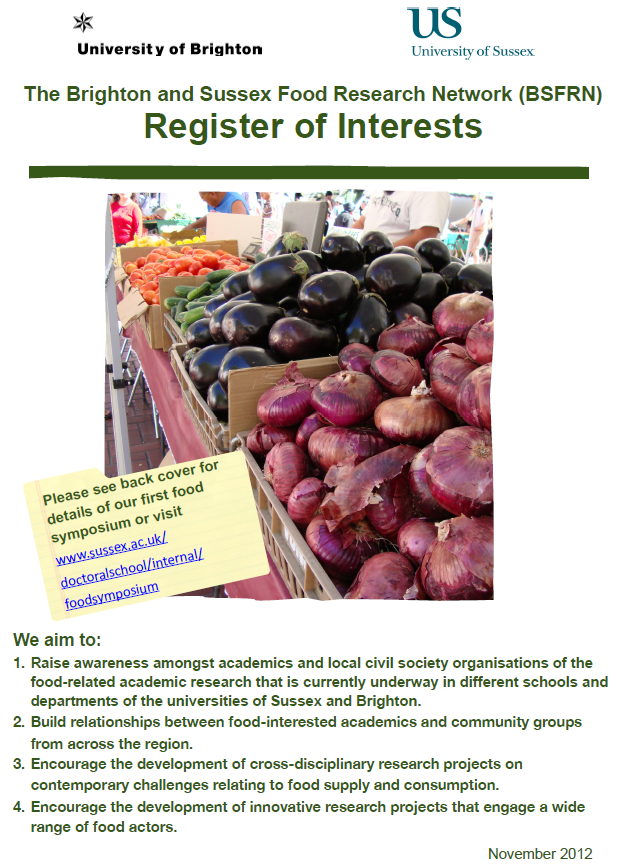 University of Brighton
US
University of Sussex
The Brighton and Sussex Food Research Network (BSFRN)
Register of Interests
Please see back cover for
details of our first food
symposium or visit
www.sussex.ac.uk/
doctoralschool/internal/
foodsymposium
We aim to:
1. Raise awareness amongst academics and local civil society organisations of the
food-related academic research that is currently underway in different schools and
departments of the universities of Sussex and Brighton.
2. Build relationships between food-interested academics and community groups
from across the region.
3. Encourage the development of cross-disciplinary research projects on
contemporary challenges relating to food supply and consumption.
4. Encourage the development of innovative research projects that engage a wide
range of food actors.
November 2012